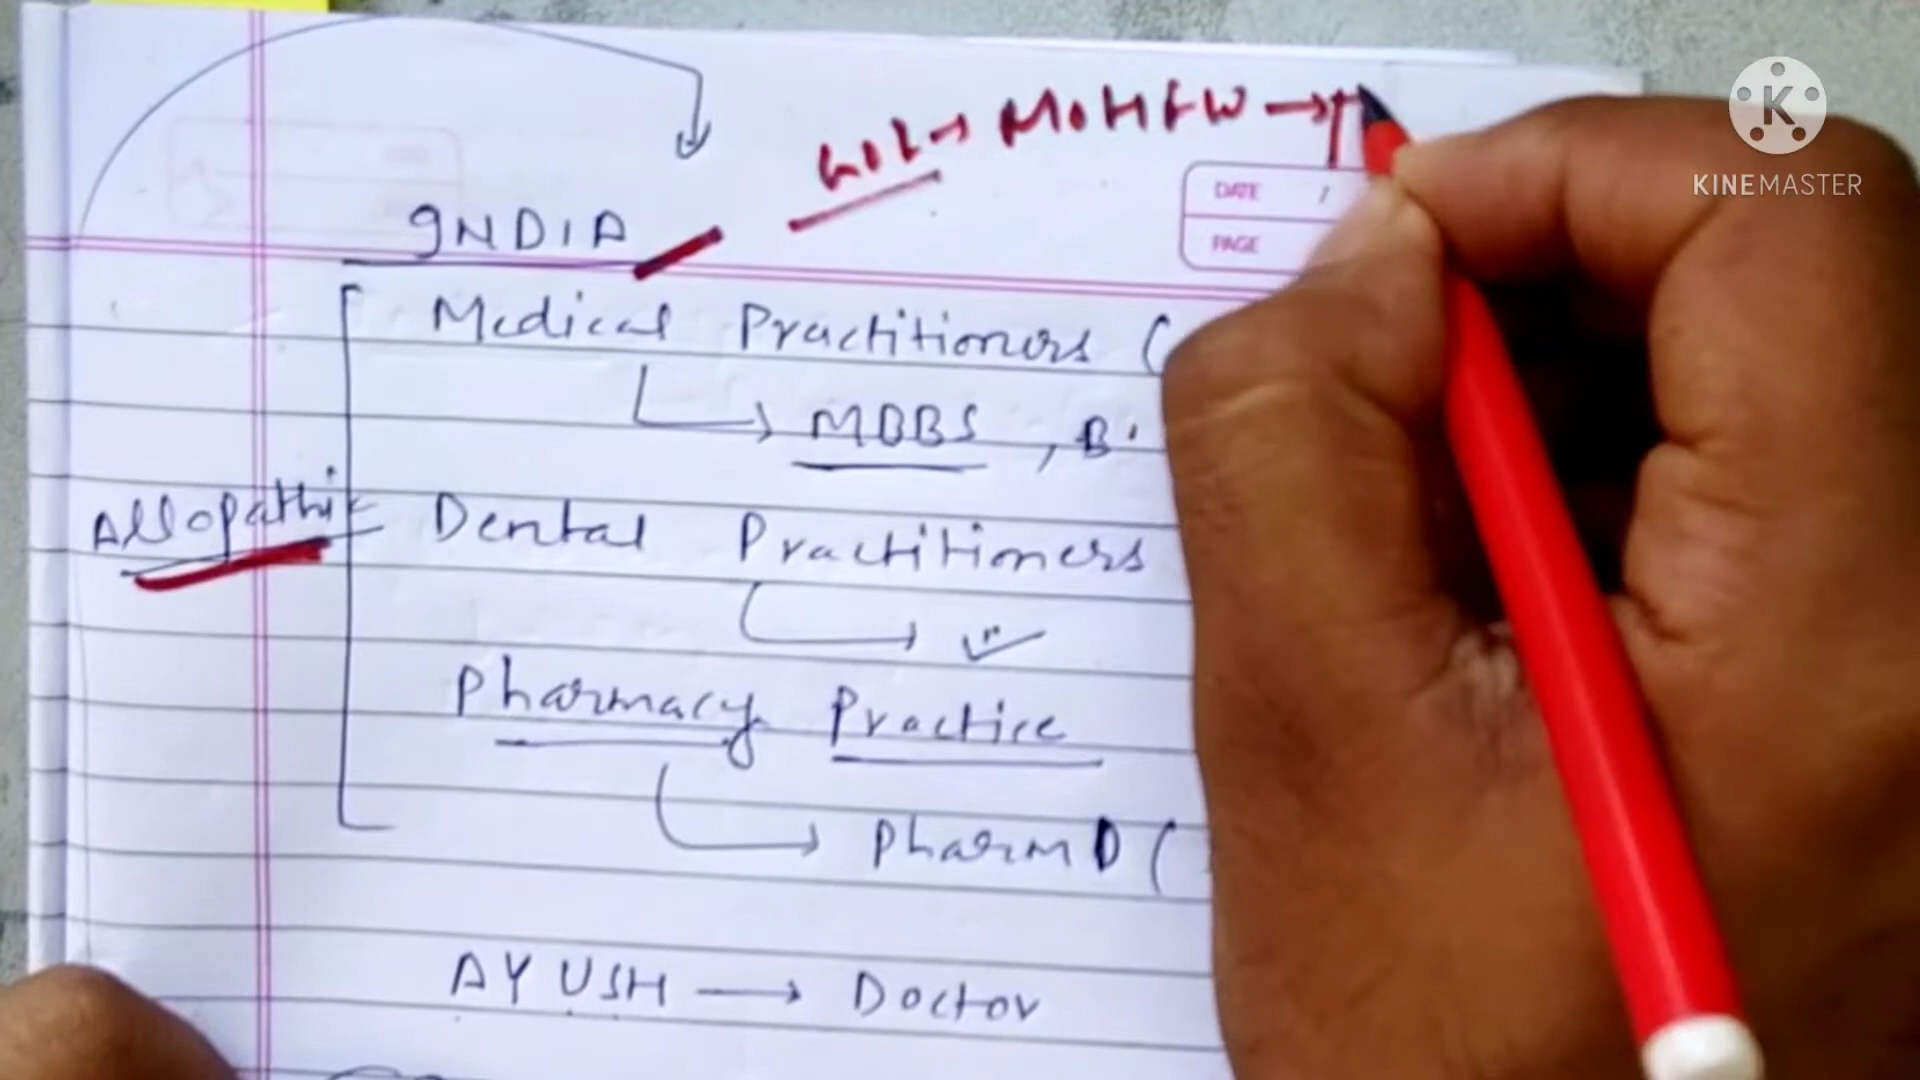 GOI → MOHFW →
K
KINEMASTER
DATE /
PAGE
INDIA
Medical Practitioners (
→ MBBS, B.
Allopathic
Dental Practitioners
→ ✓
Pharmacy Practice
→ PharmD (
AYUSH → Doctor